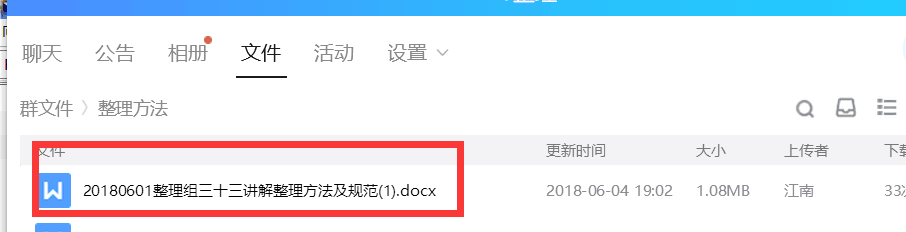 聊天 公告 相册 文件 活动 设置
群文件 〉 整理方法
文件 更新时间 大小 上传者
20180601整理组三十三讲解整理方法及规范(1).docx 2018-06-04 19:02 1.08MB 江南 33